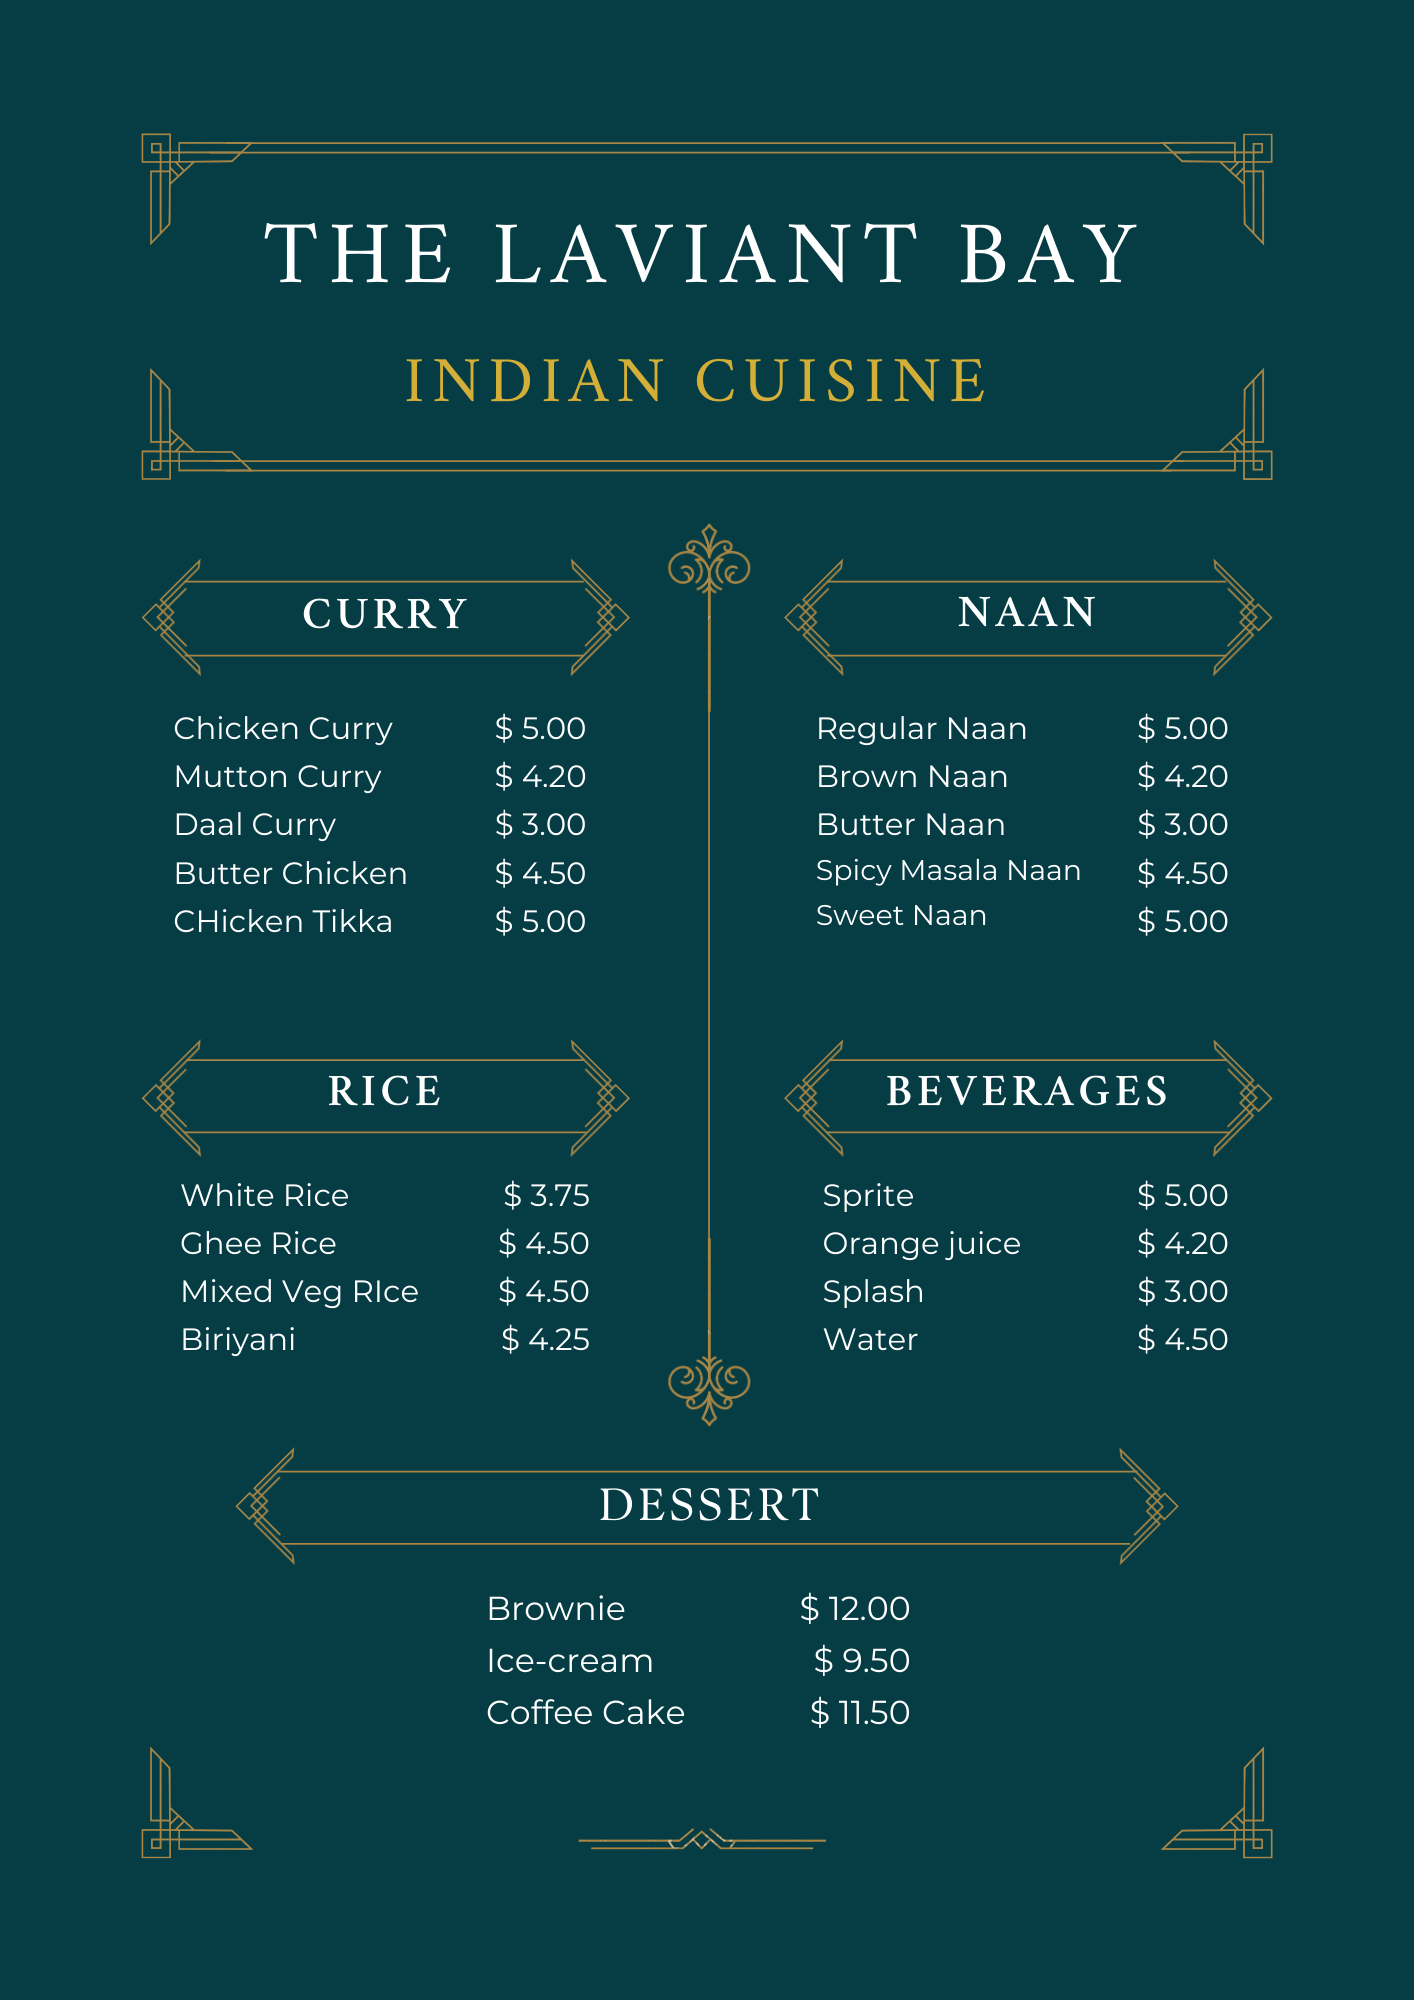 THE LAVIANT BAY
INDIAN CUISINE
CURRY
Chicken Curry $ 5.00
Mutton Curry $ 4.20
Daal Curry $ 3.00
Butter Chicken $ 4.50
CHicken Tikka $ 5.00
NAAN
Regular Naan $ 5.00
Brown Naan $ 4.20
Butter Naan $ 3.00
Spicy Masala Naan $ 4.50
Sweet Naan $ 5.00
RICE
White Rice $ 3.75
Ghee Rice $ 4.50
Mixed Veg RIce $ 4.50
Biriyani $ 4.25
BEVERAGES
Sprite $ 5.00
Orange juice $ 4.20
Splash $ 3.00
Water $ 4.50
DESSERT
Brownie $ 12.00
Ice-cream $ 9.50
Coffee Cake $ 11.50